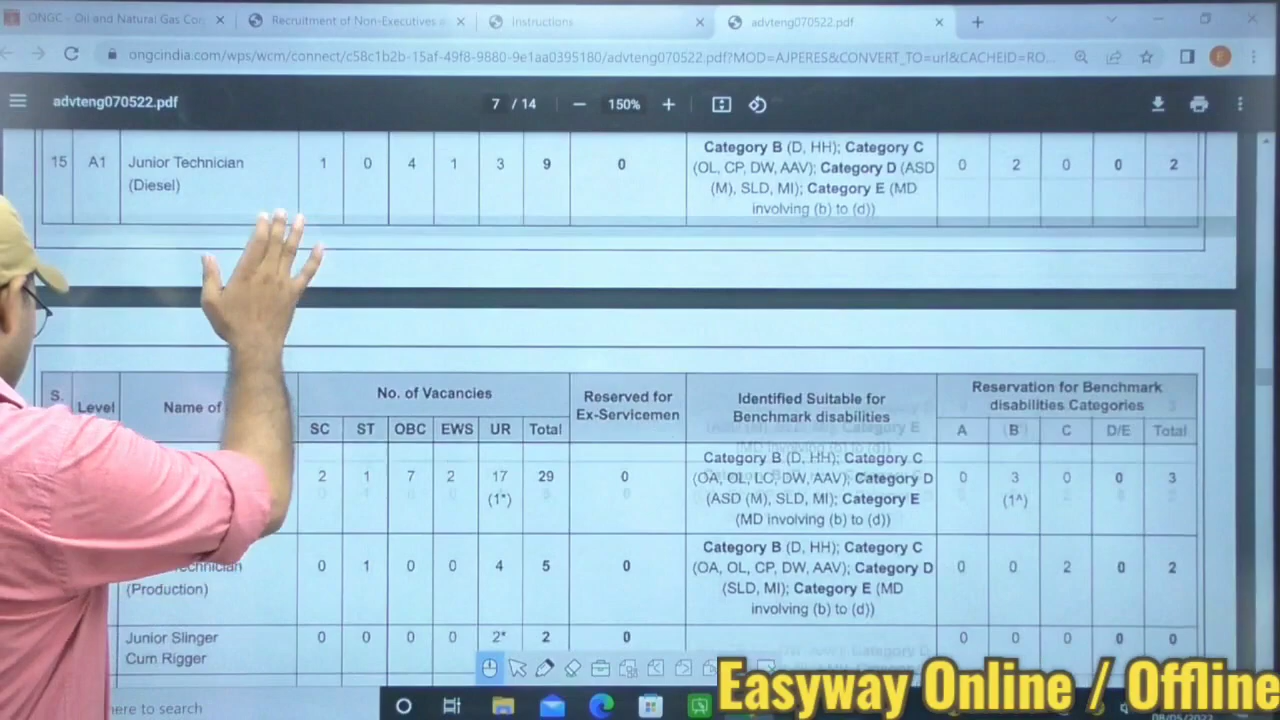 ONGC - Oil and Natural Gas Cor
Recruitment of Non-Executives
instructions
advteng070522.pdf
ongcindia.com/wps/wcm/connect/c58c1b2b-15af-49f8-9880-9e1aa0395180/advteng070522.pdf?MOD=AJPERES&CONVERT_TO=url&CACHEID=RO...
E
advteng070522.pdf
7 / 14
150%
15 A1 Junior Technician (Diesel) 1 0 4 1 3 9 0 Category B (D, HH); Category C (OL, CP, DW, AAV); Category D (ASD (M), SLD, MI); Category E (MD involving (b) to (d)) 0 2 0 0 2
S. Level Name of No. of Vacancies Reserved for Ex-Servicemen Identified Suitable for Benchmark disabilities Reservation for Benchmark disabilities Categories
SC ST OBC EWS UR Total A B C D/E Total
2 1 7 2 17 (1*) 29 0 Category B (D, HH); Category C (OA, OL, LC, DW, AAV); Category D (ASD (M), SLD, MI); Category E (MD involving (b) to (d)) 0 3 (1^) 0 0 3
(Production) 0 1 0 0 4 5 0 Category B (D, HH); Category C (OA, OL, CP, DW, AAV); Category D (SLD, MI); Category E (MD involving (b) to (d)) 0 0 2 0 2
Junior Slinger Cum Rigger 0 0 0 0 2* 2 0 0 0 0 0 0
here to search
Easyway Online / Offline